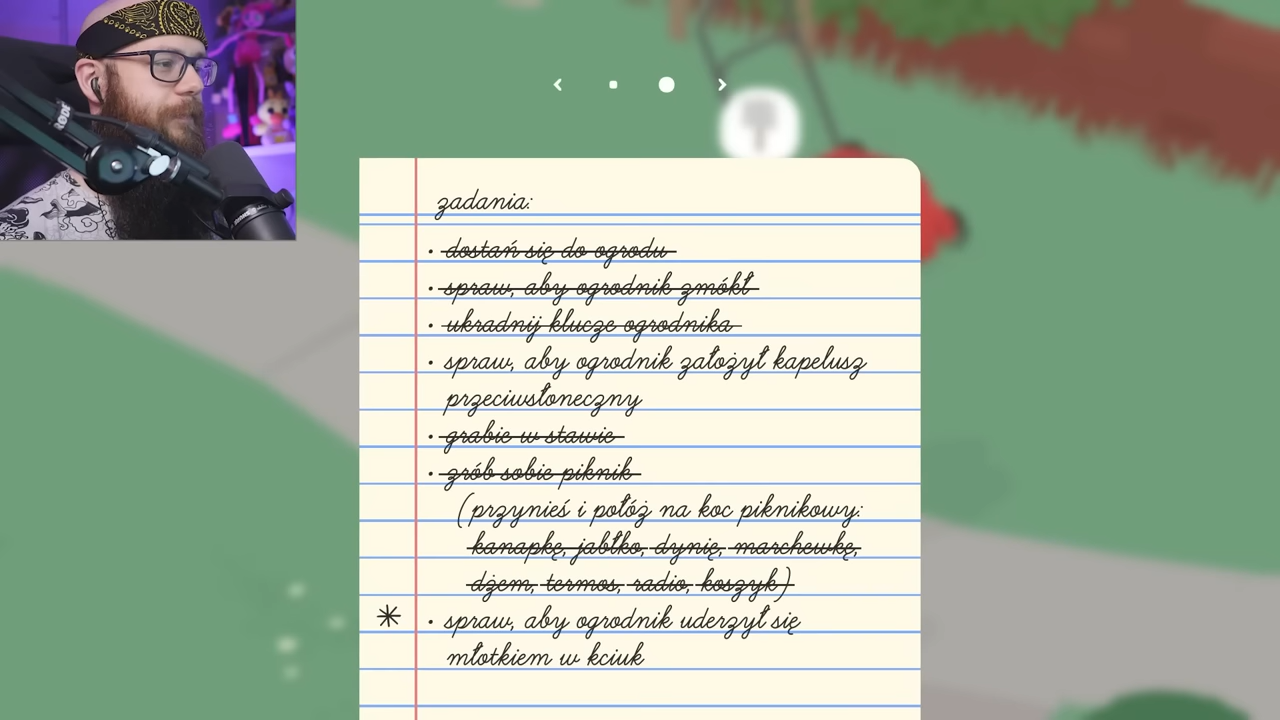 zadania:
• dostań się do ogrodu
• spraw, aby ogrodnik zmókł
• ukradnij klucze ogrodnika
• spraw, aby ogrodnik założył kapelusz
przeciwsłoneczny
• grabie w stawie
• zrób sobie piknik
(przynieś i połóż na koc piknikowy:
kanapkę, jabłko, dynię, marchewkę,
dżem, termos, radio, koszyk)
• spraw, aby ogrodnik uderzył się
młotkiem w kciuk
RØDE